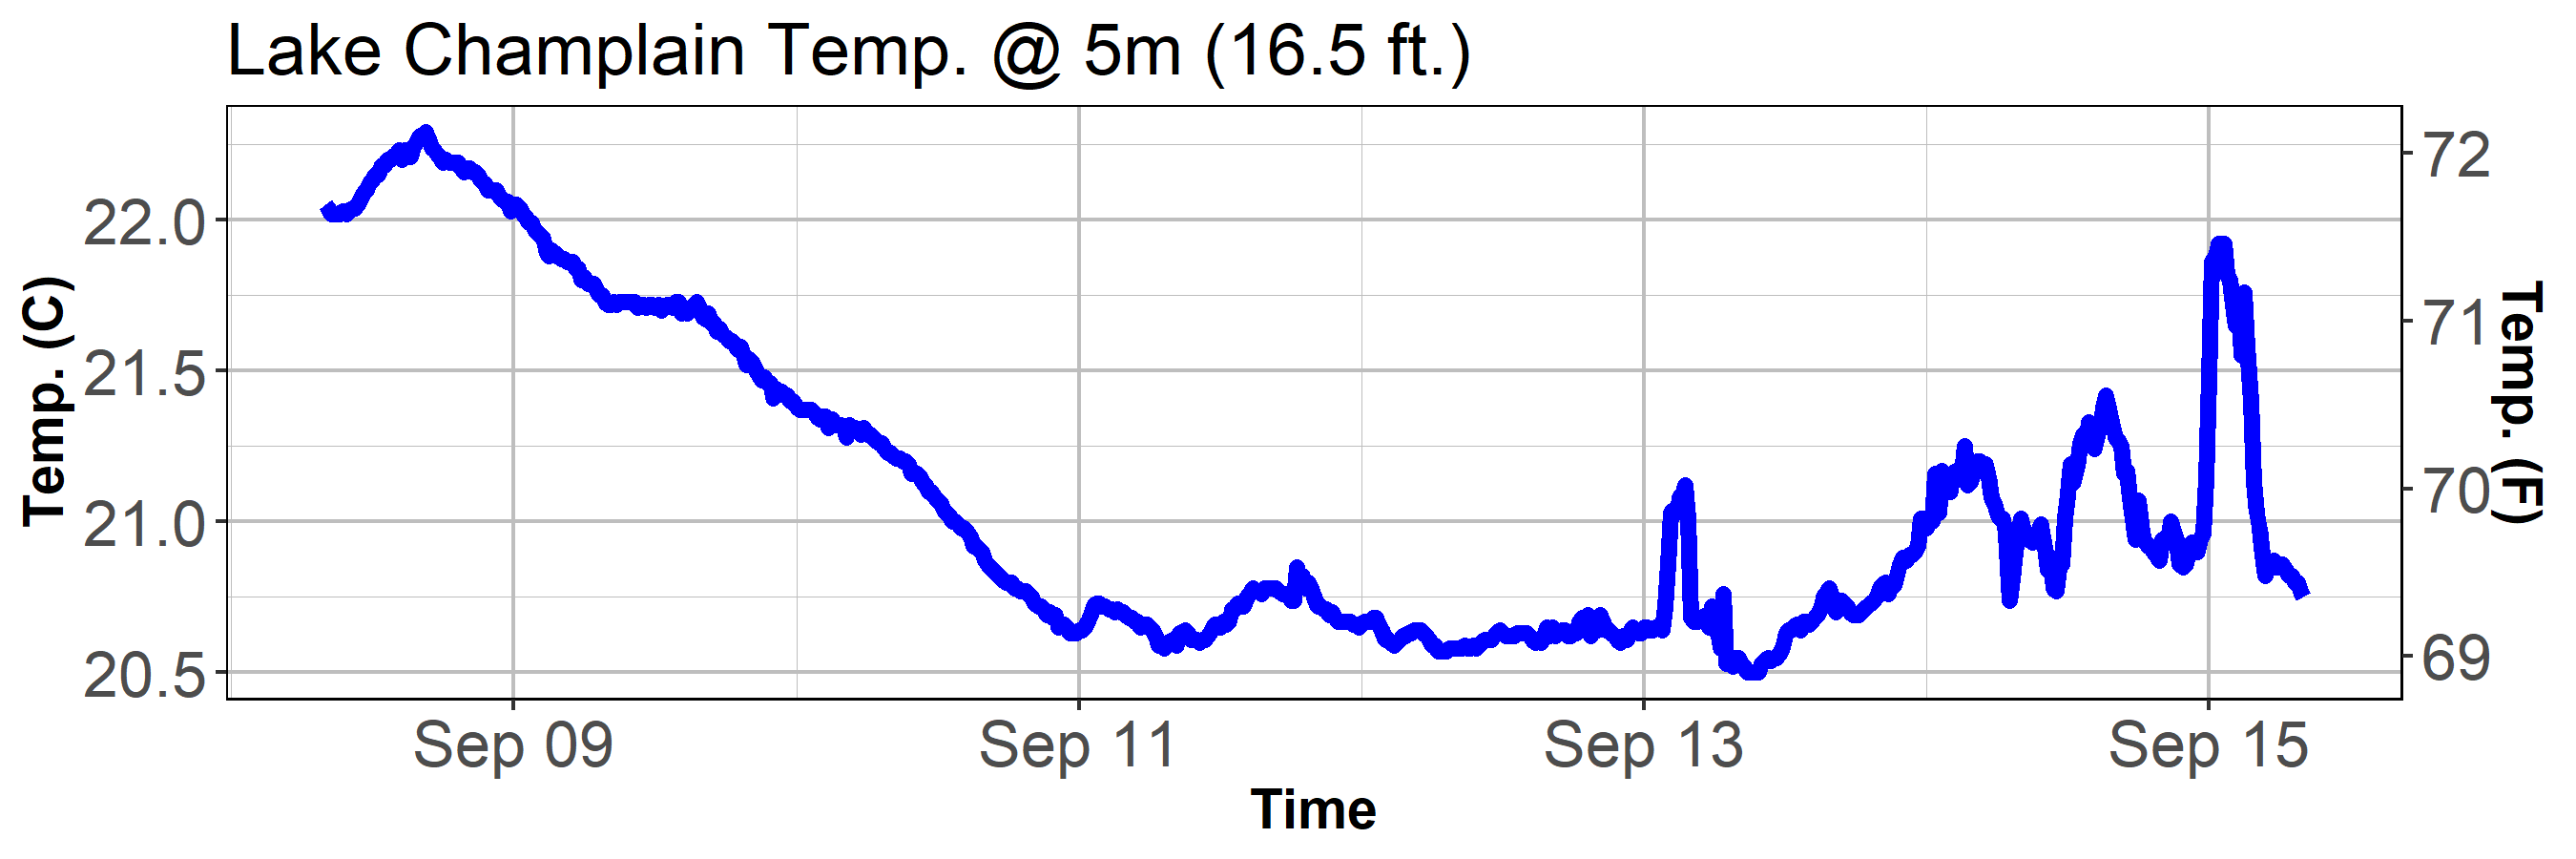 Lake Champlain Temp. @ 5m (16.5 ft.)
Temp. (C)
22.0
21.5
21.0
20.5
72
71
70
69
Temp. (F)
Sep 09 Sep 11 Sep 13 Sep 15
Time